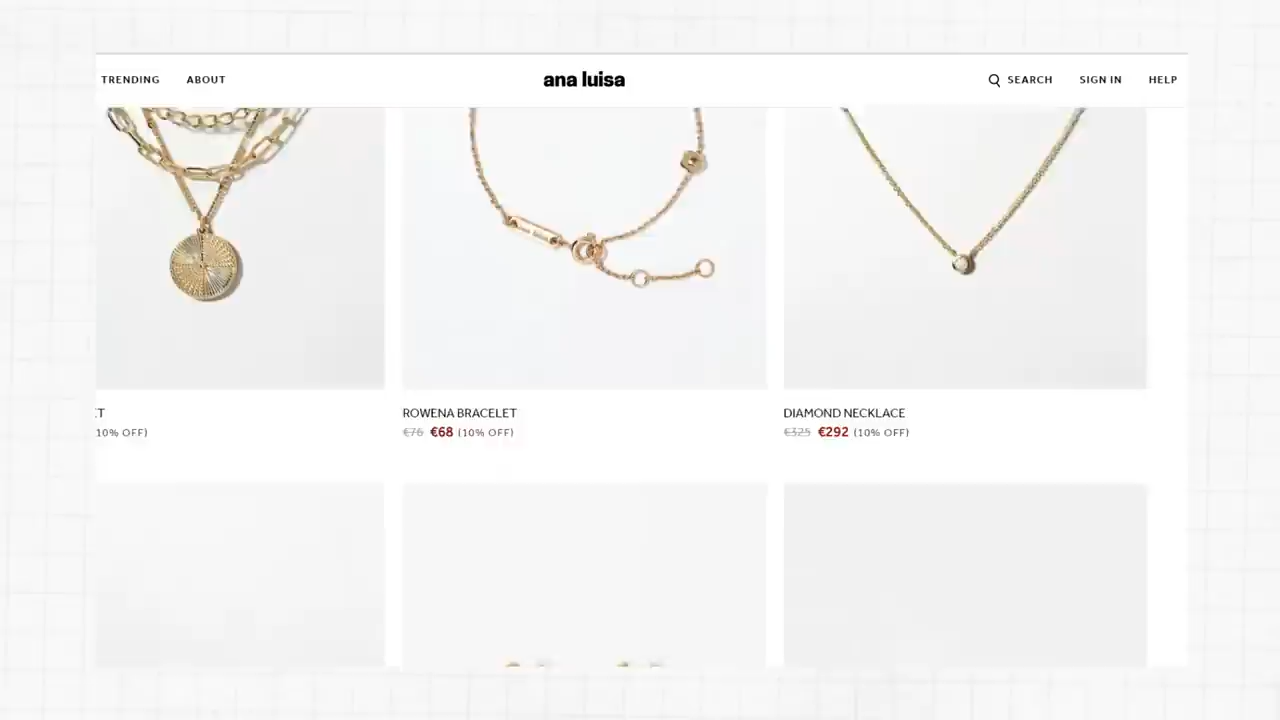 TRENDING ABOUT ana luisa SEARCH SIGN IN HELP
ROWENA BRACELET DIAMOND NECKLACE
10% OFF) €76 €68 (10% OFF) €325 €292 (10% OFF)